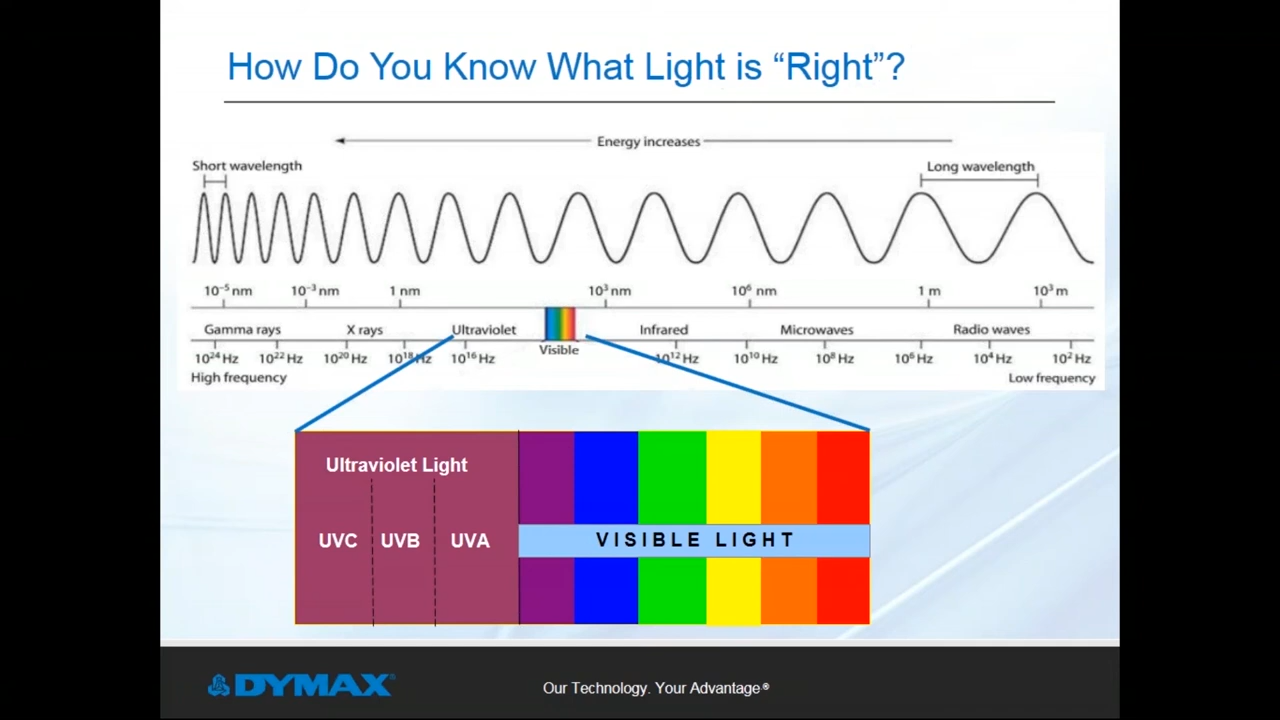 How Do You Know What Light is “Right”?
Energy increases
Short wavelength
Long wavelength
10⁻⁵ nm 10⁻³ nm 1 nm 10³ nm 10⁶ nm 1 m 10³ m
Gamma rays X rays Ultraviolet Infrared Microwaves Radio waves
Visible
10²⁴ Hz 10²² Hz 10²⁰ Hz 10¹⁸ Hz 10¹⁶ Hz 10¹² Hz 10¹⁰ Hz 10⁸ Hz 10⁶ Hz 10⁴ Hz 10² Hz
High frequency Low frequency
Ultraviolet Light
UVC UVB UVA VISIBLE LIGHT
DYMAX®
Our Technology. Your Advantage®